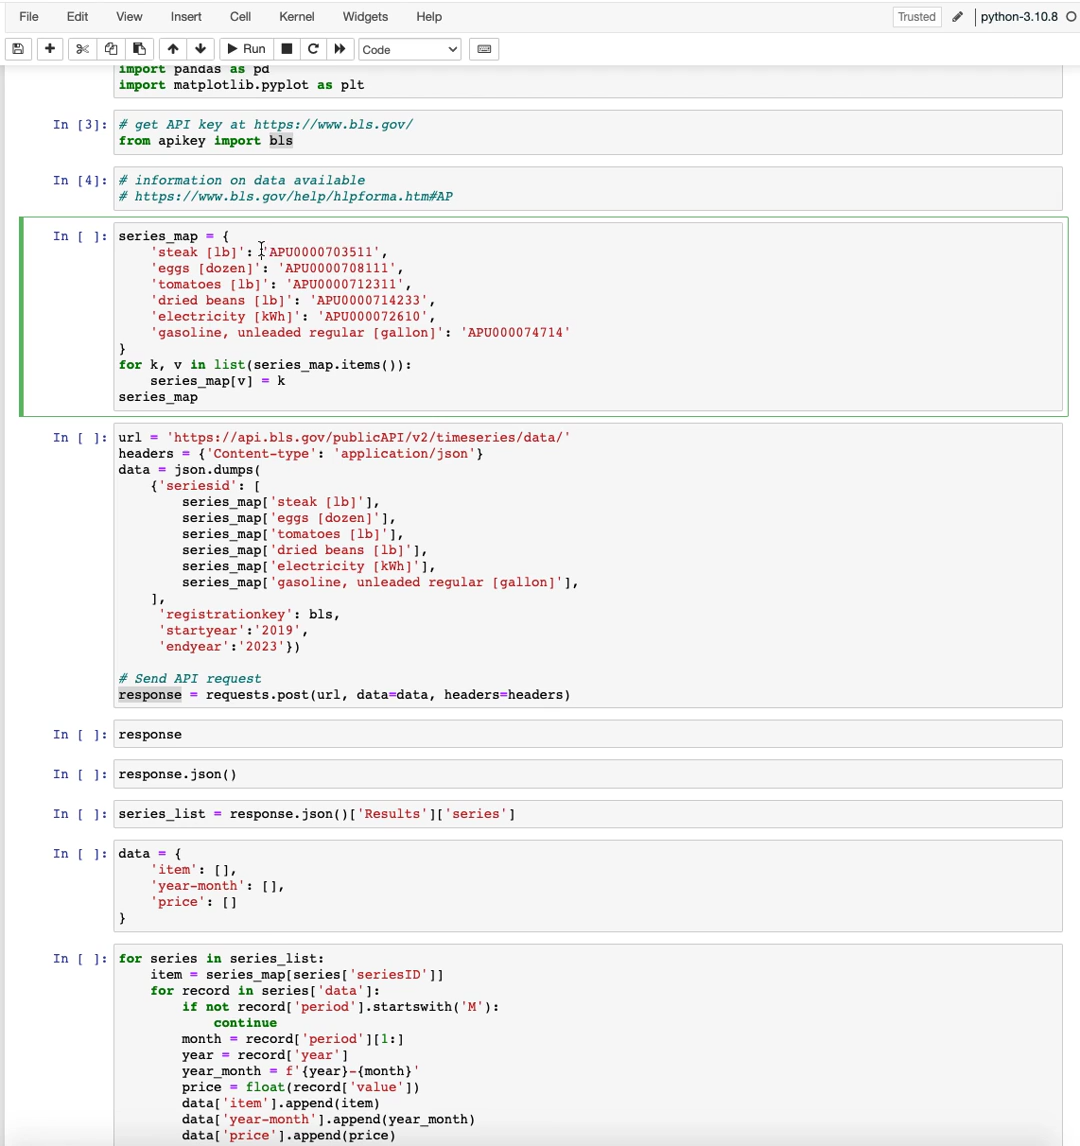 File Edit View Insert Cell Kernel Widgets Help Trusted python-3.10.8
Run Code
import pandas as pd
import matplotlib.pyplot as plt
In [3]: # get API key at https://www.bls.gov/
from apikey import bls
In [4]: # information on data available
# https://www.bls.gov/help/hlpforma.htm#AP
In [ ]: series_map = {
'steak [lb]': 'APU0000703511',
'eggs [dozen]': 'APU0000708111',
'tomatoes [lb]': 'APU0000712311',
'dried beans [lb]': 'APU0000714233',
'electricity [kWh]': 'APU000072610',
'gasoline, unleaded regular [gallon]': 'APU000074714'
}
for k, v in list(series_map.items()):
series_map[v] = k
series_map
In [ ]: url = 'https://api.bls.gov/publicAPI/v2/timeseries/data/'
headers = {'Content-type': 'application/json'}
data = json.dumps(
{'seriesid': [
series_map['steak [lb]'],
series_map['eggs [dozen]'],
series_map['tomatoes [lb]'],
series_map['dried beans [lb]'],
series_map['electricity [kWh]'],
series_map['gasoline, unleaded regular [gallon]'],
],
'registrationkey': bls,
'startyear':'2019',
'endyear':'2023'})
# Send API request
response = requests.post(url, data=data, headers=headers)
In [ ]: response
In [ ]: response.json()
In [ ]: series_list = response.json()['Results']['series']
In [ ]: data = {
'item': [],
'year-month': [],
'price': []
}
In [ ]: for series in series_list:
item = series_map[series['seriesID']]
for record in series['data']:
if not record['period'].startswith('M'):
continue
month = record['period'][1:]
year = record['year']
year_month = f'{year}-{month}'
price = float(record['value'])
data['item'].append(item)
data['year-month'].append(year_month)
data['price'].append(price)